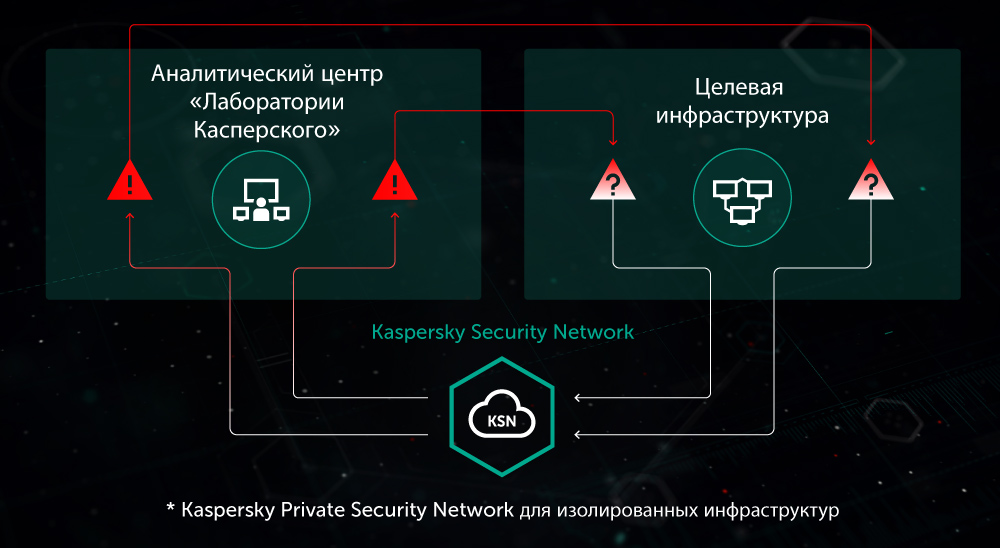 Аналитический центр
«Лаборатории
Касперского»
Целевая
инфраструктура
!
!
?
?
Kaspersky Security Network
KSN
* Kaspersky Private Security Network для изолированных инфраструктур